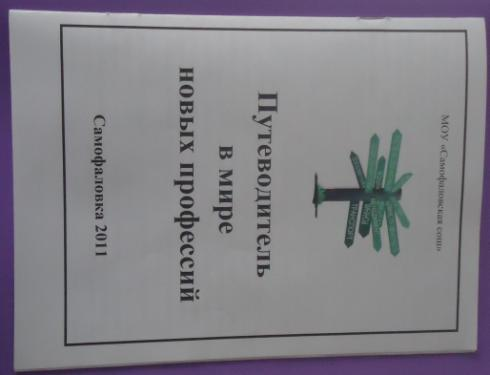 МОУ «Самофаловская сош»
Путеводитель
в мире
новых профессий
Самофаловка 2011